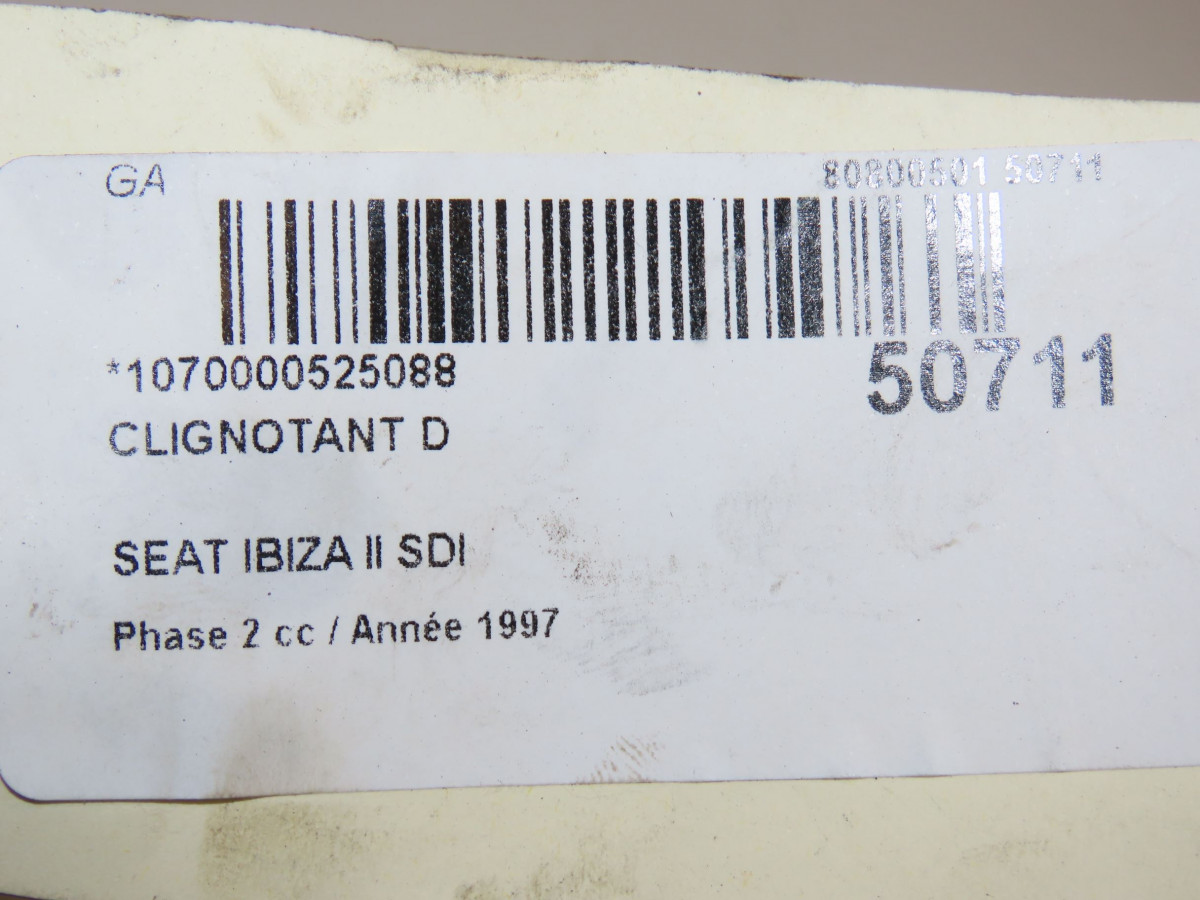 GA 80800501 50711
*1070000525088 50711
CLIGNOTANT D
SEAT IBIZA II SDI
Phase 2 cc / Année 1997